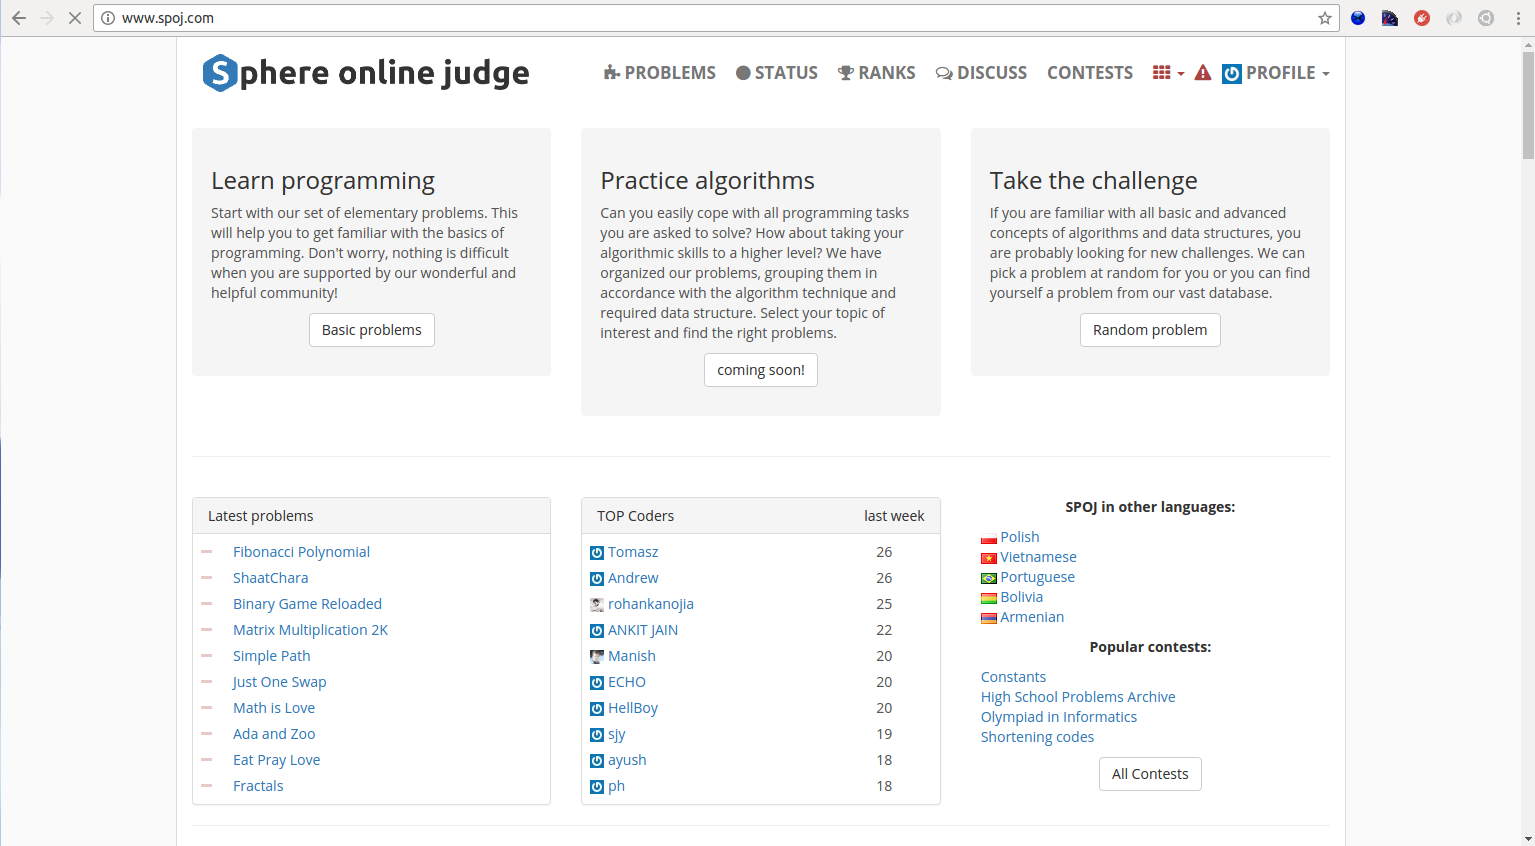 www.spoj.com
Sphere online judge
PROBLEMS STATUS RANKS DISCUSS CONTESTS PROFILE
Learn programming
Start with our set of elementary problems. This
will help you to get familiar with the basics of
programming. Don't worry, nothing is difficult
when you are supported by our wonderful and
helpful community!
Basic problems
Practice algorithms
Can you easily cope with all programming tasks
you are asked to solve? How about taking your
algorithmic skills to a higher level? We have
organized our problems, grouping them in
accordance with the algorithm technique and
required data structure. Select your topic of
interest and find the right problems.
coming soon!
Take the challenge
If you are familiar with all basic and advanced
concepts of algorithms and data structures, you
are probably looking for new challenges. We can
pick a problem at random for you or you can find
yourself a problem from our vast database.
Random problem
Latest problems
Fibonacci Polynomial
ShaatChara
Binary Game Reloaded
Matrix Multiplication 2K
Simple Path
Just One Swap
Math is Love
Ada and Zoo
Eat Pray Love
Fractals
TOP Coders last week
Tomasz 26
Andrew 26
rohankanojia 25
ANKIT JAIN 22
Manish 20
ECHO 20
HellBoy 20
sjy 19
ayush 18
ph 18
SPOJ in other languages:
Polish
Vietnamese
Portuguese
Bolivia
Armenian
Popular contests:
Constants
High School Problems Archive
Olympiad in Informatics
Shortening codes
All Contests